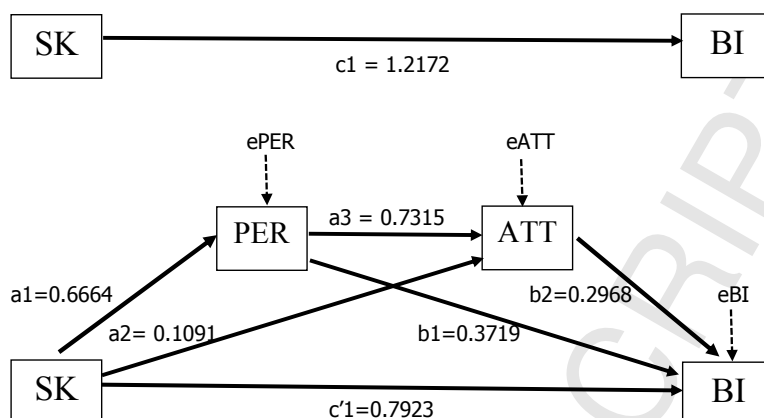 SK
BI
c1 = 1.2172
ePER
eATT
PER
a3 = 0.7315
ATT
a1=0.6664
a2= 0.1091
b1=0.3719
b2=0.2968
eBI
SK
c'1=0.7923
BI
CRIPT